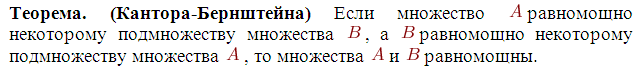 Теорема. (Кантора-Бернштейна) Если множество A равномощно
некоторому подмножеству множества B, а B равномощно некоторому
подмножеству множества A, то множества A и B равномощны.